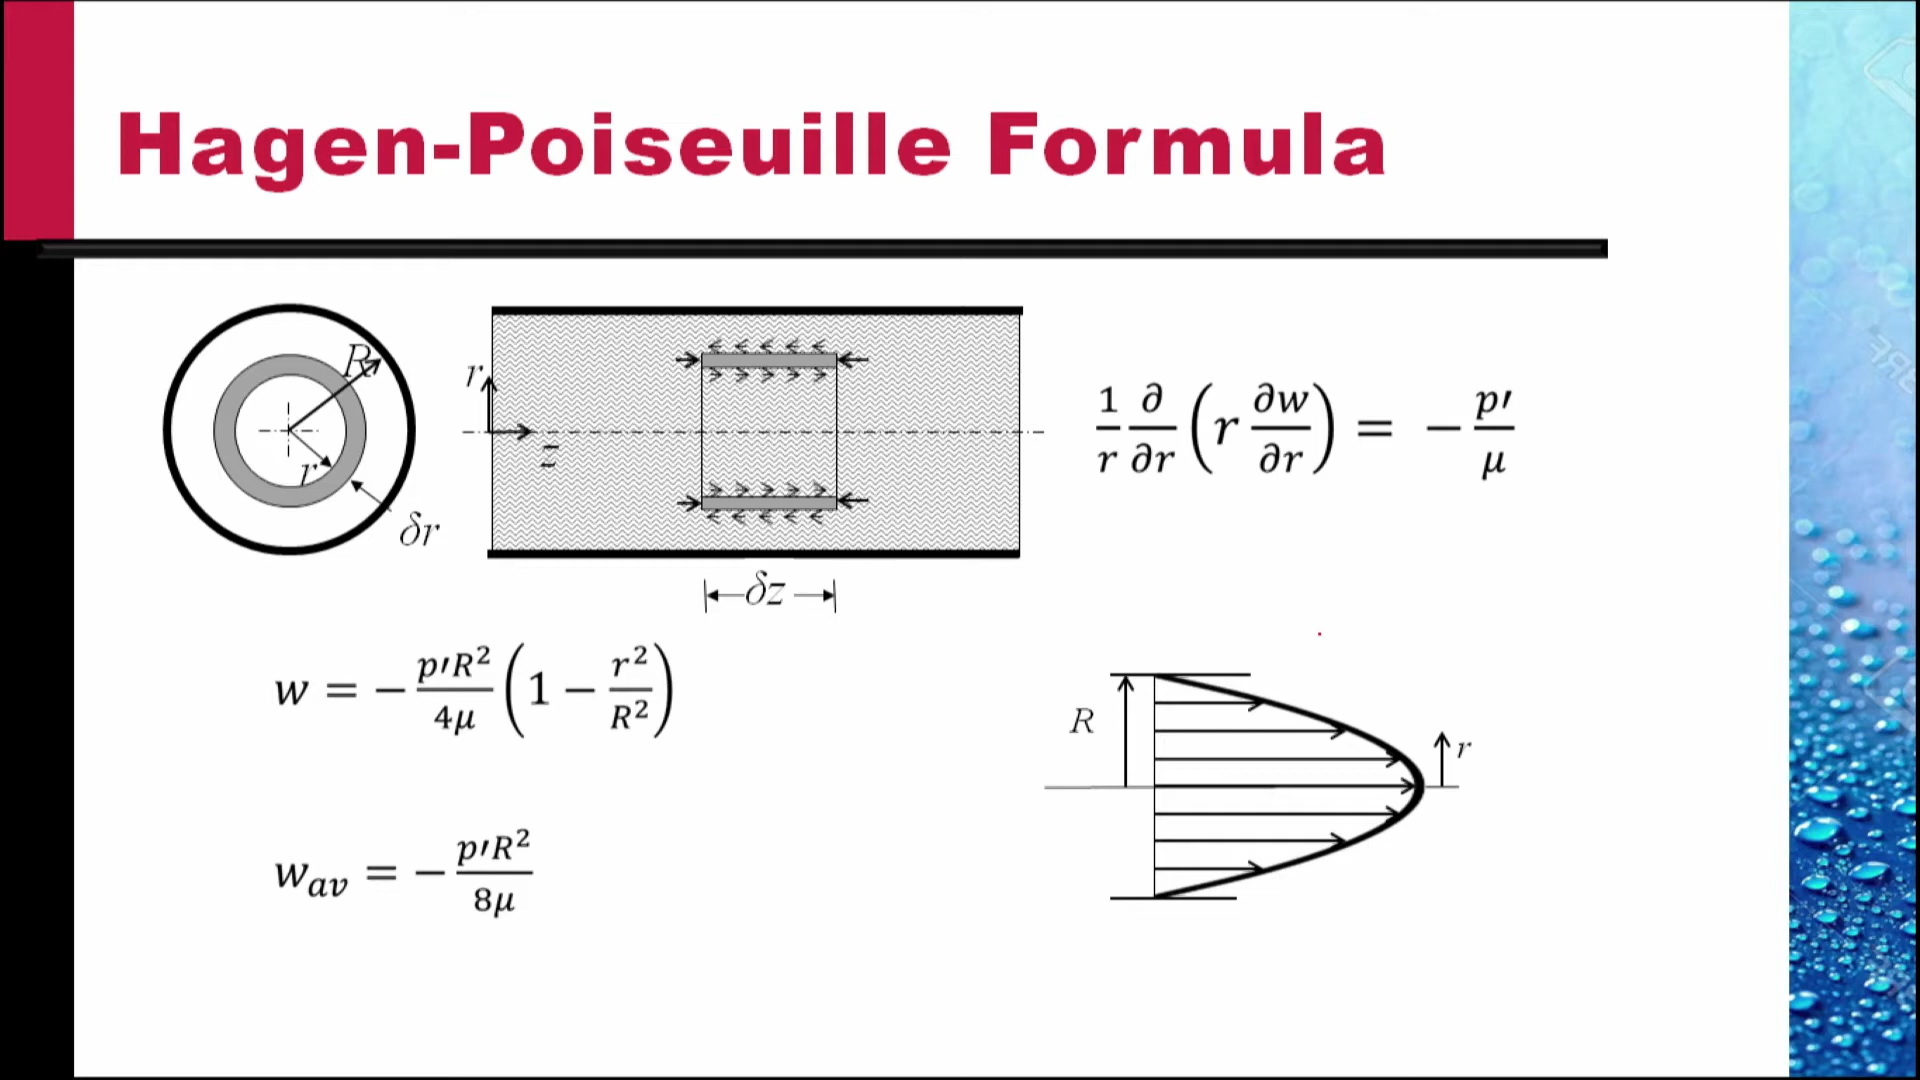 Hagen-Poiseuille Formula
R
r
δr
r
z
δz
1/r ∂/∂r (r ∂w/∂r) = − p′/μ
w = − p′R²/4μ (1 − r²/R²)
w_av = − p′R²/8μ
R
r